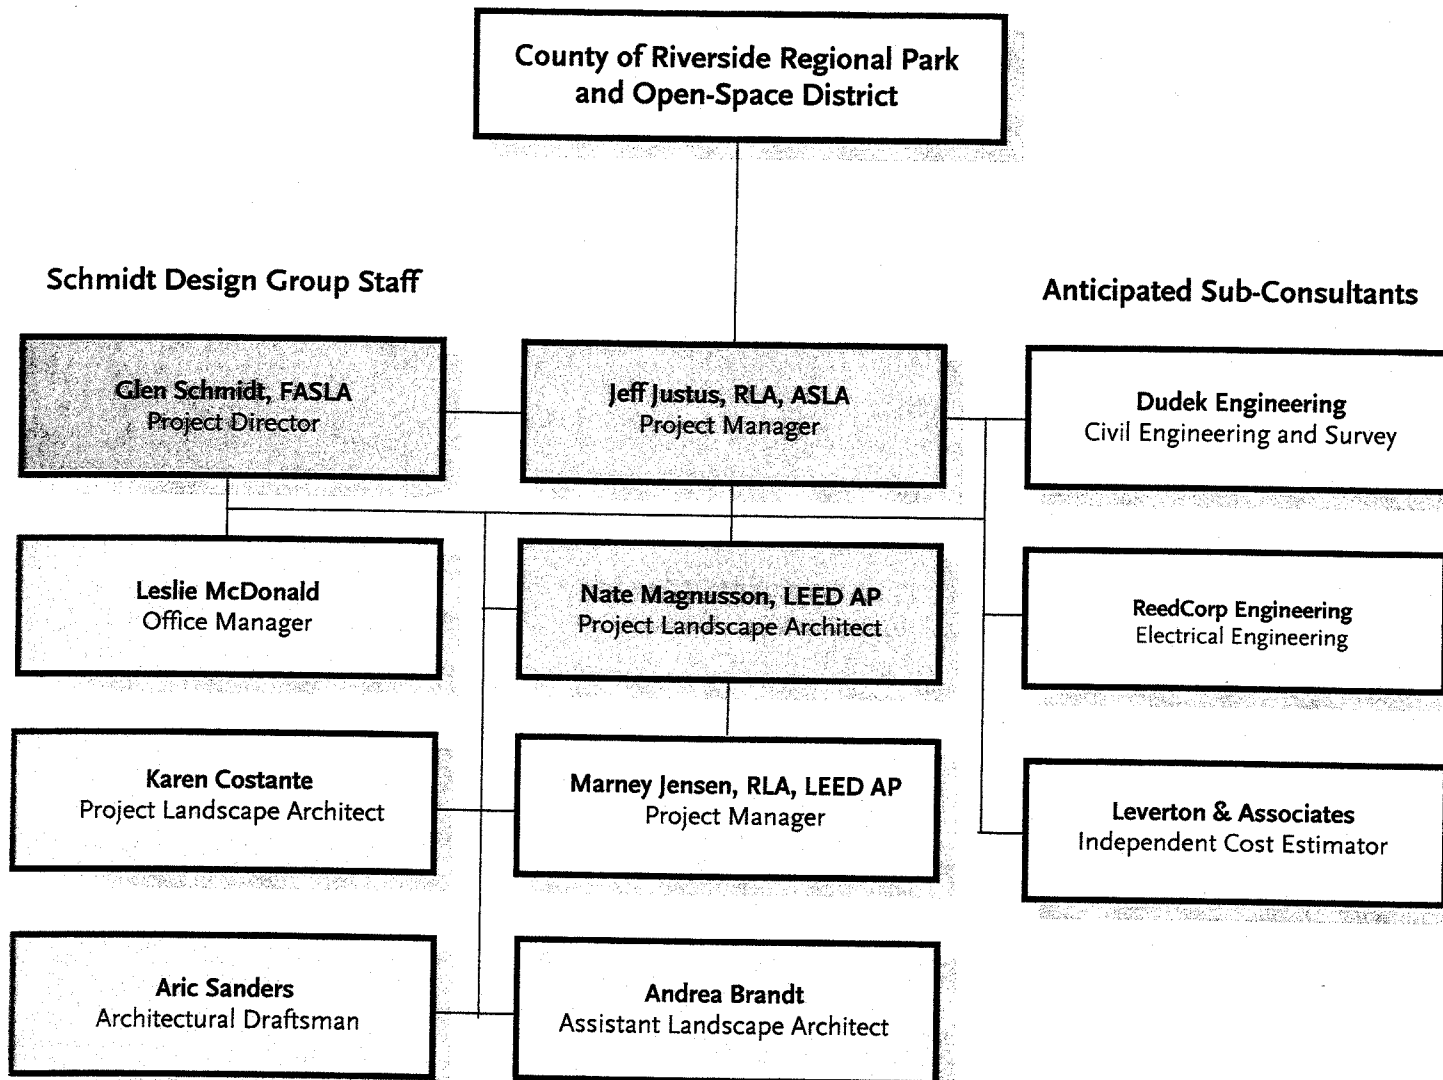 County of Riverside Regional Park
and Open-Space District
Schmidt Design Group Staff
Anticipated Sub-Consultants
Glen Schmidt, FASLA
Project Director
Jeff Justus, RLA, ASLA
Project Manager
Dudek Engineering
Civil Engineering and Survey
Leslie McDonald
Office Manager
Nate Magnusson, LEED AP
Project Landscape Architect
ReedCorp Engineering
Electrical Engineering
Karen Costante
Project Landscape Architect
Marney Jensen, RLA, LEED AP
Project Manager
Leverton & Associates
Independent Cost Estimator
Aric Sanders
Architectural Draftsman
Andrea Brandt
Assistant Landscape Architect